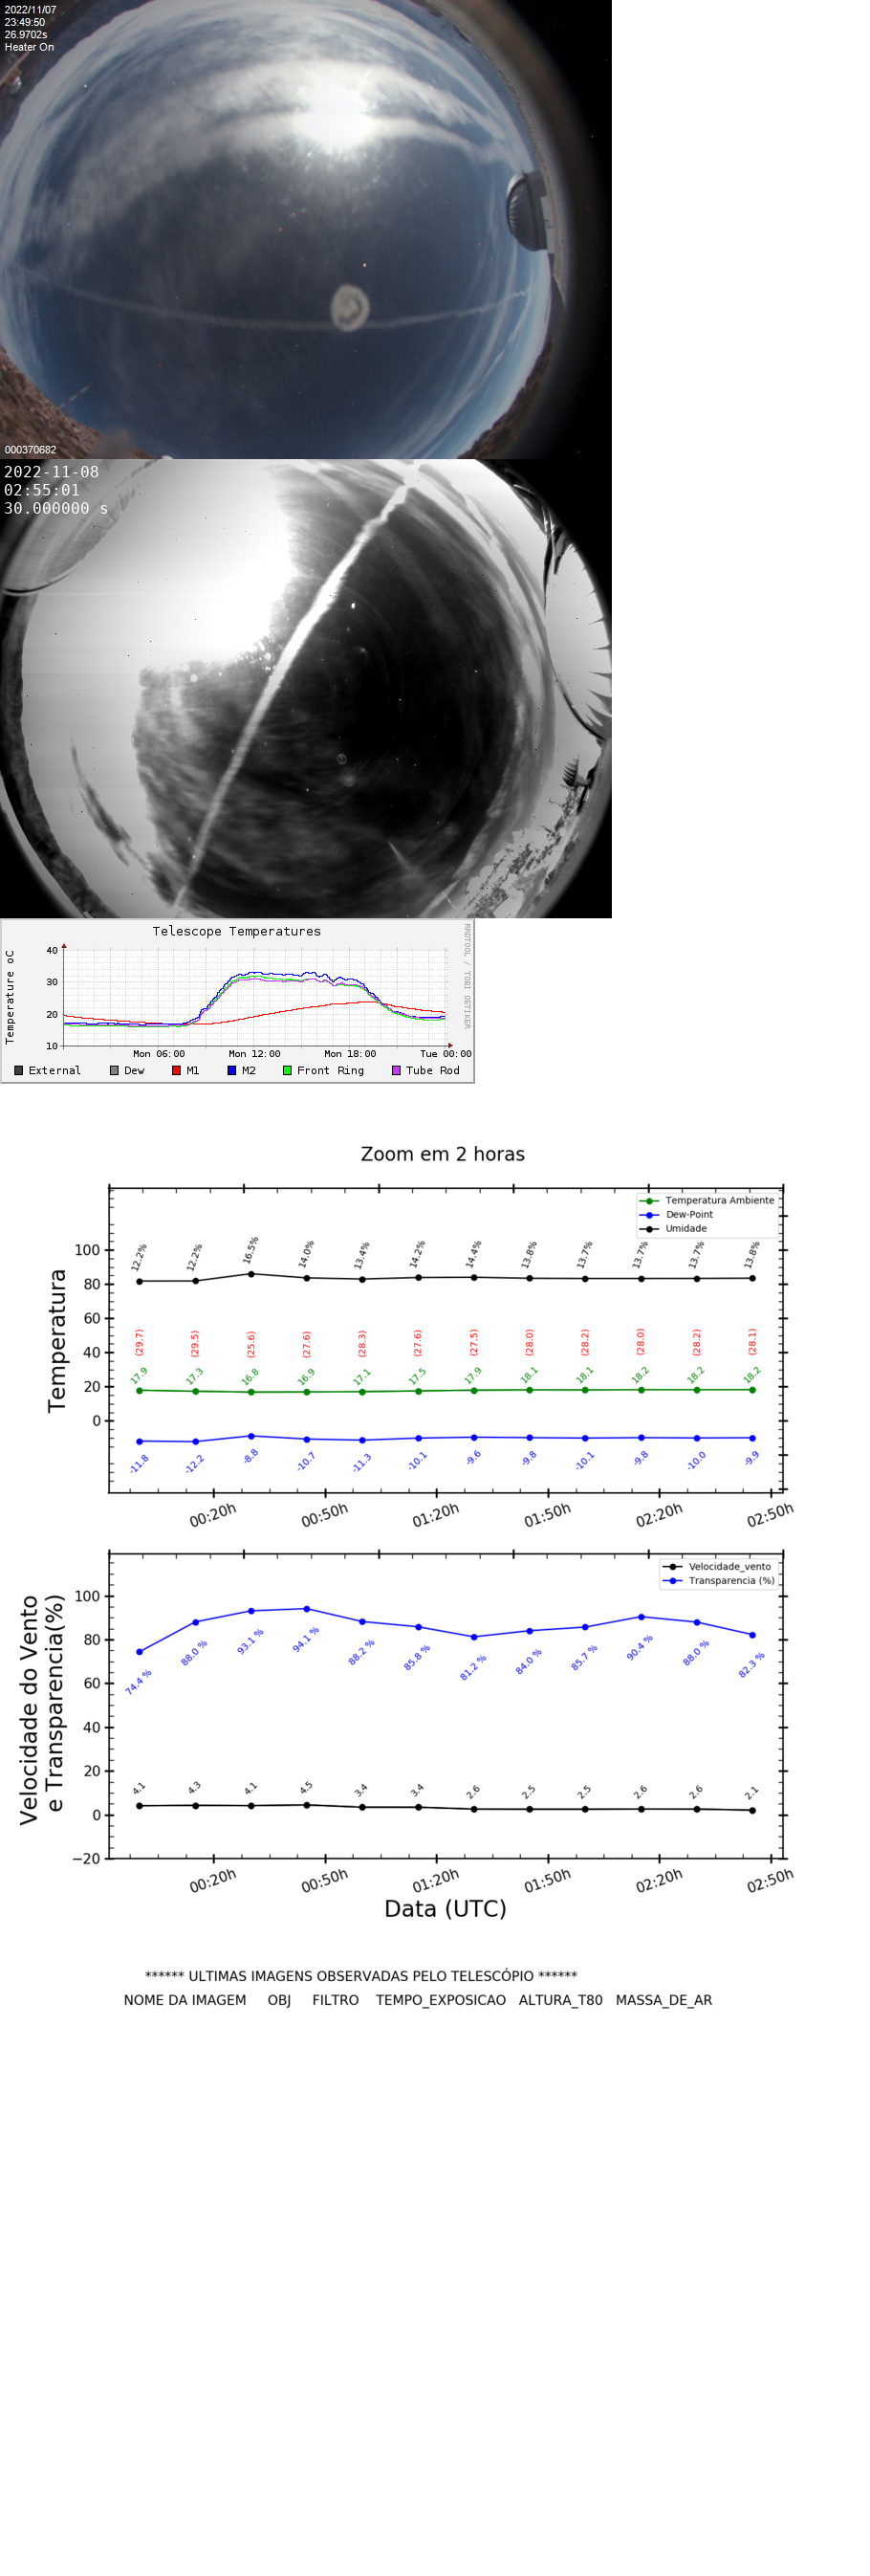 2022/11/07
23:49:50
26.9702s
Heater On
000370682
2022-11-08
02:55:01
30.000000 s
Telescope Temperatures
Temperature oC
RRDTOOL / TOBI OETIKER
40
30
20
10
Mon 06:00 Mon 12:00 Mon 18:00 Tue 00:00
External Dew M1 M2 Front Ring Tube Rod
Zoom em 2 horas
Temperatura
Temperatura Ambiente
Dew-Point
Umidade
100
80
60
40
20
0
12.2% 12.2% 16.5% 14.0% 13.4% 14.2% 14.4% 13.8% 13.7% 13.7% 13.7% 13.8%
(29.7) (29.5) (25.6) (27.6) (28.3) (27.6) (27.5) (28.0) (28.2) (28.0) (28.2) (28.1)
17.9 17.3 16.8 16.9 17.1 17.5 17.9 18.1 18.1 18.2 18.2 18.2
-11.8 -12.2 -8.8 -10.7 -11.3 -10.1 -9.6 -9.8 -10.1 -9.8 -10.0 -9.9
00:20h 00:50h 01:20h 01:50h 02:20h 02:50h
Velocidade do Vento
e Transparencia(%)
Velocidade_vento
Transparencia (%)
100
80
60
40
20
0
−20
74.4 % 88.0 % 93.1 % 94.1 % 88.2 % 85.8 % 81.2 % 84.0 % 85.7 % 90.4 % 88.0 % 82.3 %
4.1 4.3 4.1 4.5 3.4 3.4 2.6 2.5 2.5 2.6 2.6 2.1
00:20h 00:50h 01:20h 01:50h 02:20h 02:50h
Data (UTC)
****** ULTIMAS IMAGENS OBSERVADAS PELO TELESCÓPIO ******
NOME DA IMAGEM OBJ FILTRO TEMPO_EXPOSICAO ALTURA_T80 MASSA_DE_AR